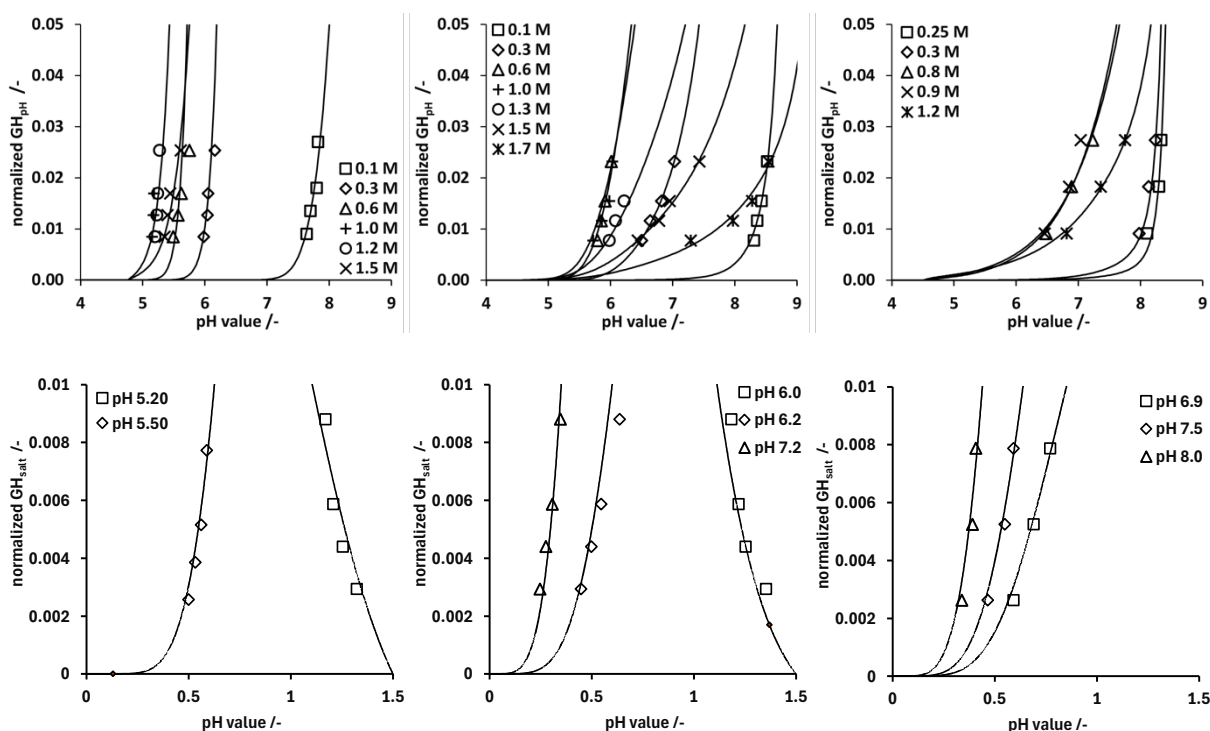 0.05
0.04
0.03
0.02
0.01
0.00
normalized GHpH /-
4 5 6 7 8 9
pH value /-
0.1 M
0.3 M
0.6 M
1.0 M
1.2 M
1.5 M
0.05
0.04
0.03
0.02
0.01
0.00
normalized GHpH /-
4 5 6 7 8 9
pH value /-
0.1 M
0.3 M
0.6 M
1.0 M
1.3 M
1.5 M
1.7 M
0.05
0.04
0.03
0.02
0.01
0.00
normalized GHpH /-
4 5 6 7 8 9
pH value /-
0.25 M
0.3 M
0.8 M
0.9 M
1.2 M
0.01
0.008
0.006
0.004
0.002
0
normalized GHsalt /-
0 0.5 1 1.5
pH value /-
pH 5.20
pH 5.50
0.01
0.008
0.006
0.004
0.002
0
normalized GHsalt /-
0 0.5 1 1.5
pH value /-
pH 6.0
pH 6.2
pH 7.2
0.01
0.008
0.006
0.004
0.002
0
normalized GHsalt /-
0 0.5 1 1.5
pH value /-
pH 6.9
pH 7.5
pH 8.0